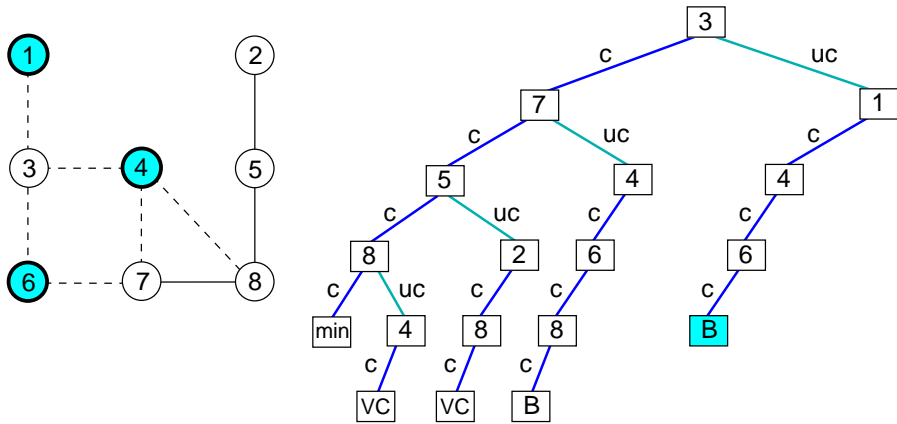 1 2
3 4 5
6 7 8
3
c uc
7 1
c uc c
5 4 4
c uc c c
8 2 6 6
c uc c c c
min 4 8 8 B
c c c
VC VC B